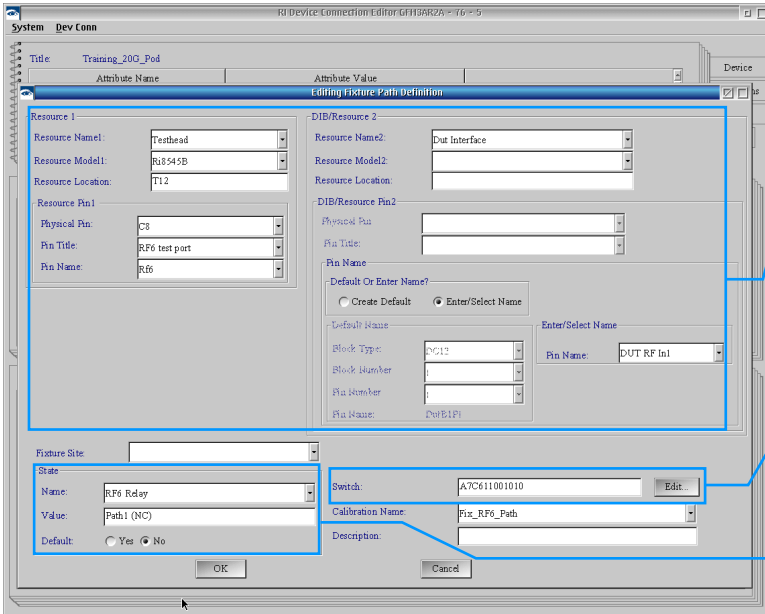 RI Device Connection Editor GFH3AR2A - 76 - 5
System Dev Conn
Title: Training_20G_Pod
Device
Attribute Name Attribute Value
Editing Fixture Path Definition
Resource 1
Resource Name1: Testhead
Resource Model1: Ri8545B
Resource Location: T12
Resource Pin1
Physical Pin: C8
Pin Title: RF6 test port
Pin Name: Rf6
DIB/Resource 2
Resource Name2: Dut Interface
Resource Model2:
Resource Location:
DIB/Resource Pin2
Physical Pin:
Pin Title:
Pin Name
Default Or Enter Name?
Create Default Enter/Select Name
Default Name
Block Type:
Block Number 1
Pin Number 1
Pin Name: DutB1P1
Enter/Select Name
Pin Name: DUT RF In1
Fixture Site:
State
Name: RF6 Relay
Value: Path1 (NC)
Default: Yes No
Switch: A7C611001010 Edit...
Calibration Name: Fix_RF6_Path
Description:
OK Cancel